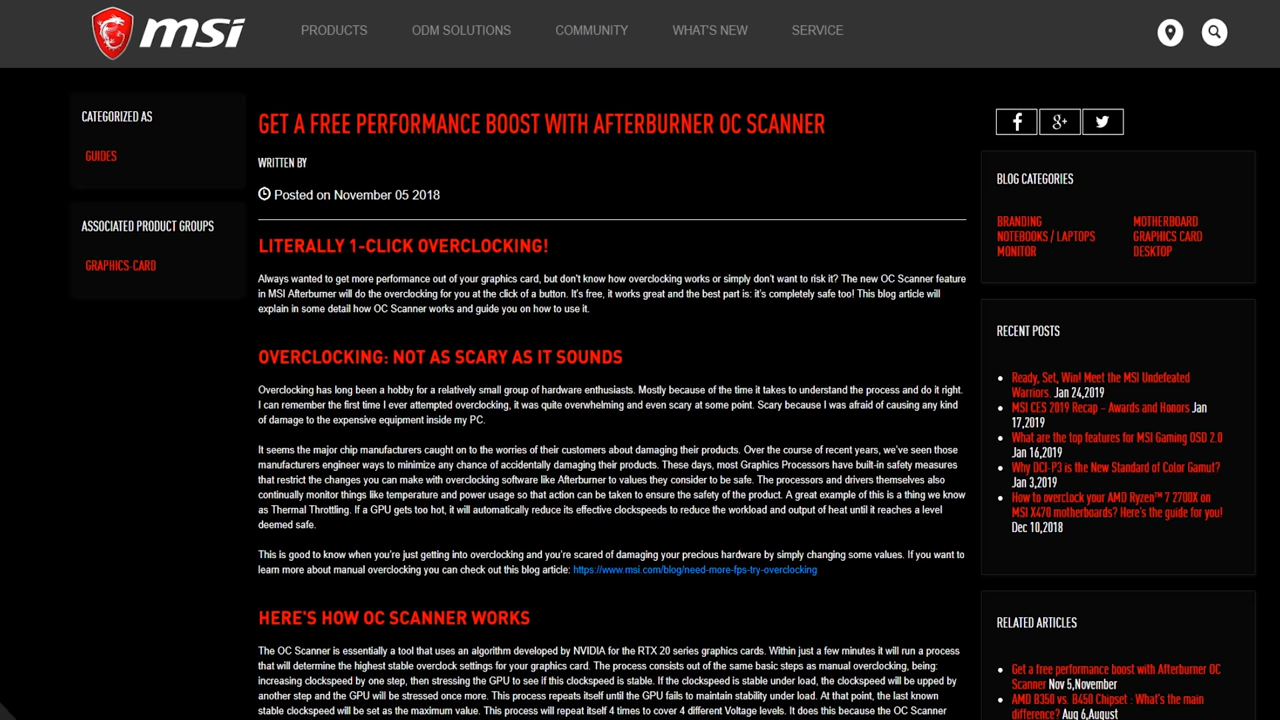 msi
PRODUCTS
ODM SOLUTIONS
COMMUNITY
WHAT'S NEW
SERVICE
CATEGORIZED AS
GUIDES
ASSOCIATED PRODUCT GROUPS
GRAPHICS-CARD
GET A FREE PERFORMANCE BOOST WITH AFTERBURNER OC SCANNER
WRITTEN BY
Posted on November 05 2018
LITERALLY 1-CLICK OVERCLOCKING!
Always wanted to get more performance out of your graphics card, but don't know how overclocking works or simply don't want to risk it? The new OC Scanner feature
in MSI Afterburner will do the overclocking for you at the click of a button. It's free, it works great and the best part is: it's completely safe too! This blog article will
explain in some detail how OC Scanner works and guide you on how to use it.
OVERCLOCKING: NOT AS SCARY AS IT SOUNDS
Overclocking has long been a hobby for a relatively small group of hardware enthusiasts. Mostly because of the time it takes to understand the process and do it right.
I can remember the first time I ever attempted overclocking, it was quite overwhelming and even scary at some point. Scary because I was afraid of causing any kind
of damage to the expensive equipment inside my PC.
It seems the major chip manufacturers caught on to the worries of their customers about damaging their products. Over the course of recent years, we've seen those
manufacturers engineer ways to minimize any chance of accidentally damaging their products. These days, most Graphics Processors have built-in safety measures
that restrict the changes you can make with overclocking software like Afterburner to values they consider to be safe. The processors and drivers themselves also
continually monitor things like temperature and power usage so that action can be taken to ensure the safety of the product. A great example of this is a thing we know
as Thermal Throttling. If a GPU gets too hot, it will automatically reduce its effective clockspeeds to reduce the workload and output of heat until it reaches a level
deemed safe.
This is good to know when you're just getting into overclocking and you're scared of damaging your precious hardware by simply changing some values. If you want to
learn more about manual overclocking you can check out this blog article: https://www.msi.com/blog/need-more-fps-try-overclocking
HERE'S HOW OC SCANNER WORKS
The OC Scanner is essentially a tool that uses an algorithm developed by NVIDIA for the RTX 20 series graphics cards. Within just a few minutes it will run a process
that will determine the highest stable overclock settings for your graphics card. The process consists out of the same basic steps as manual overclocking, being:
increasing clockspeed by one step, then stressing the GPU to see if this clockspeed is stable. If the clockspeed is stable under load, the clockspeed will be upped by
another step and the GPU will be stressed once more. This process repeats itself until the GPU fails to maintain stability under load. At that point, the last known
stable clockspeed will be set as the maximum value. This process will repeat itself 4 times to cover 4 different Voltage levels. It does this because the OC Scanner
f
g+
BLOG CATEGORIES
BRANDING
NOTEBOOKS / LAPTOPS
MONITOR
MOTHERBOARD
GRAPHICS CARD
DESKTOP
RECENT POSTS
Ready, Set, Win! Meet the MSI Undefeated
Warriors. Jan 24,2019
MSI CES 2019 Recap – Awards and Honors Jan
17,2019
What are the top features for MSI Gaming OSD 2.0
Jan 16,2019
Why DCI-P3 is the New Standard of Color Gamut?
Jan 3,2019
How to overclock your AMD Ryzen™ 7 2700X on
MSI X470 motherboards? Here's the guide for you!
Dec 10,2018
RELATED ARTICLES
Get a free performance boost with Afterburner OC
Scanner Nov 5,November
AMD B350 vs. B450 Chipset : What's the main
difference? Aug 6,August